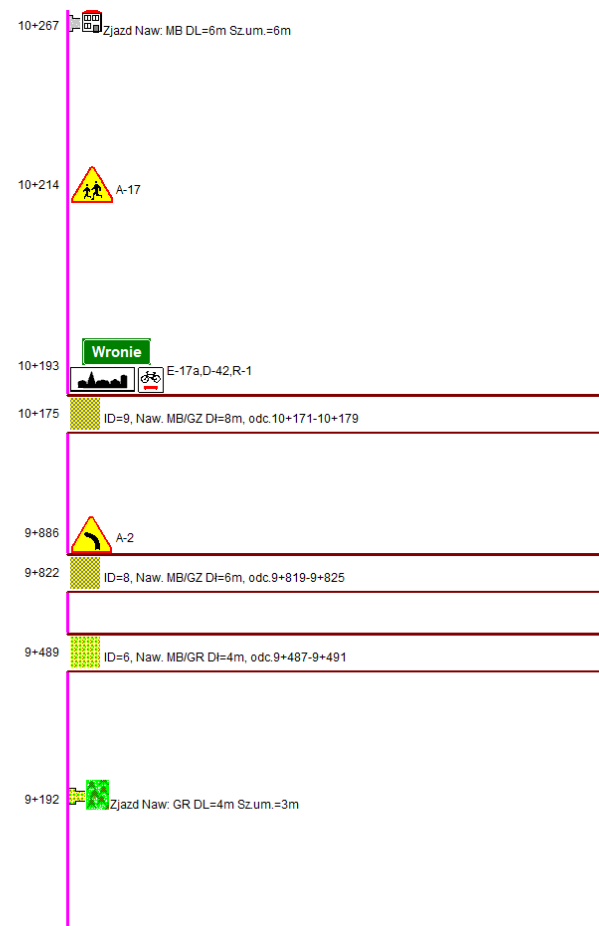 10+267 Zjazd Naw: MB DL=6m Sz.um.=6m
10+214 A-17
Wronie
10+193 E-17a,D-42,R-1
10+175 ID=9, Naw. MB/GZ Dł=8m, odc.10+171-10+179
9+886 A-2
9+822 ID=8, Naw. MB/GZ Dł=6m, odc.9+819-9+825
9+489 ID=6, Naw. MB/GR Dł=4m, odc.9+487-9+491
9+192 Zjazd Naw: GR DL=4m Sz.um.=3m